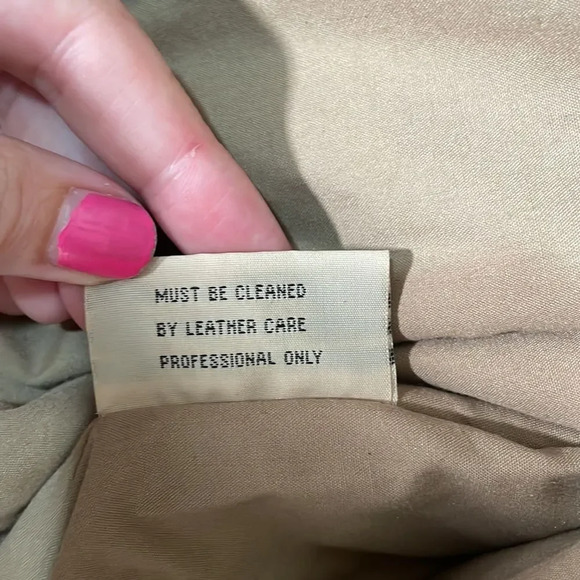 MUST BE CLEANED
BY LEATHER CARE
PROFESSIONAL ONLY